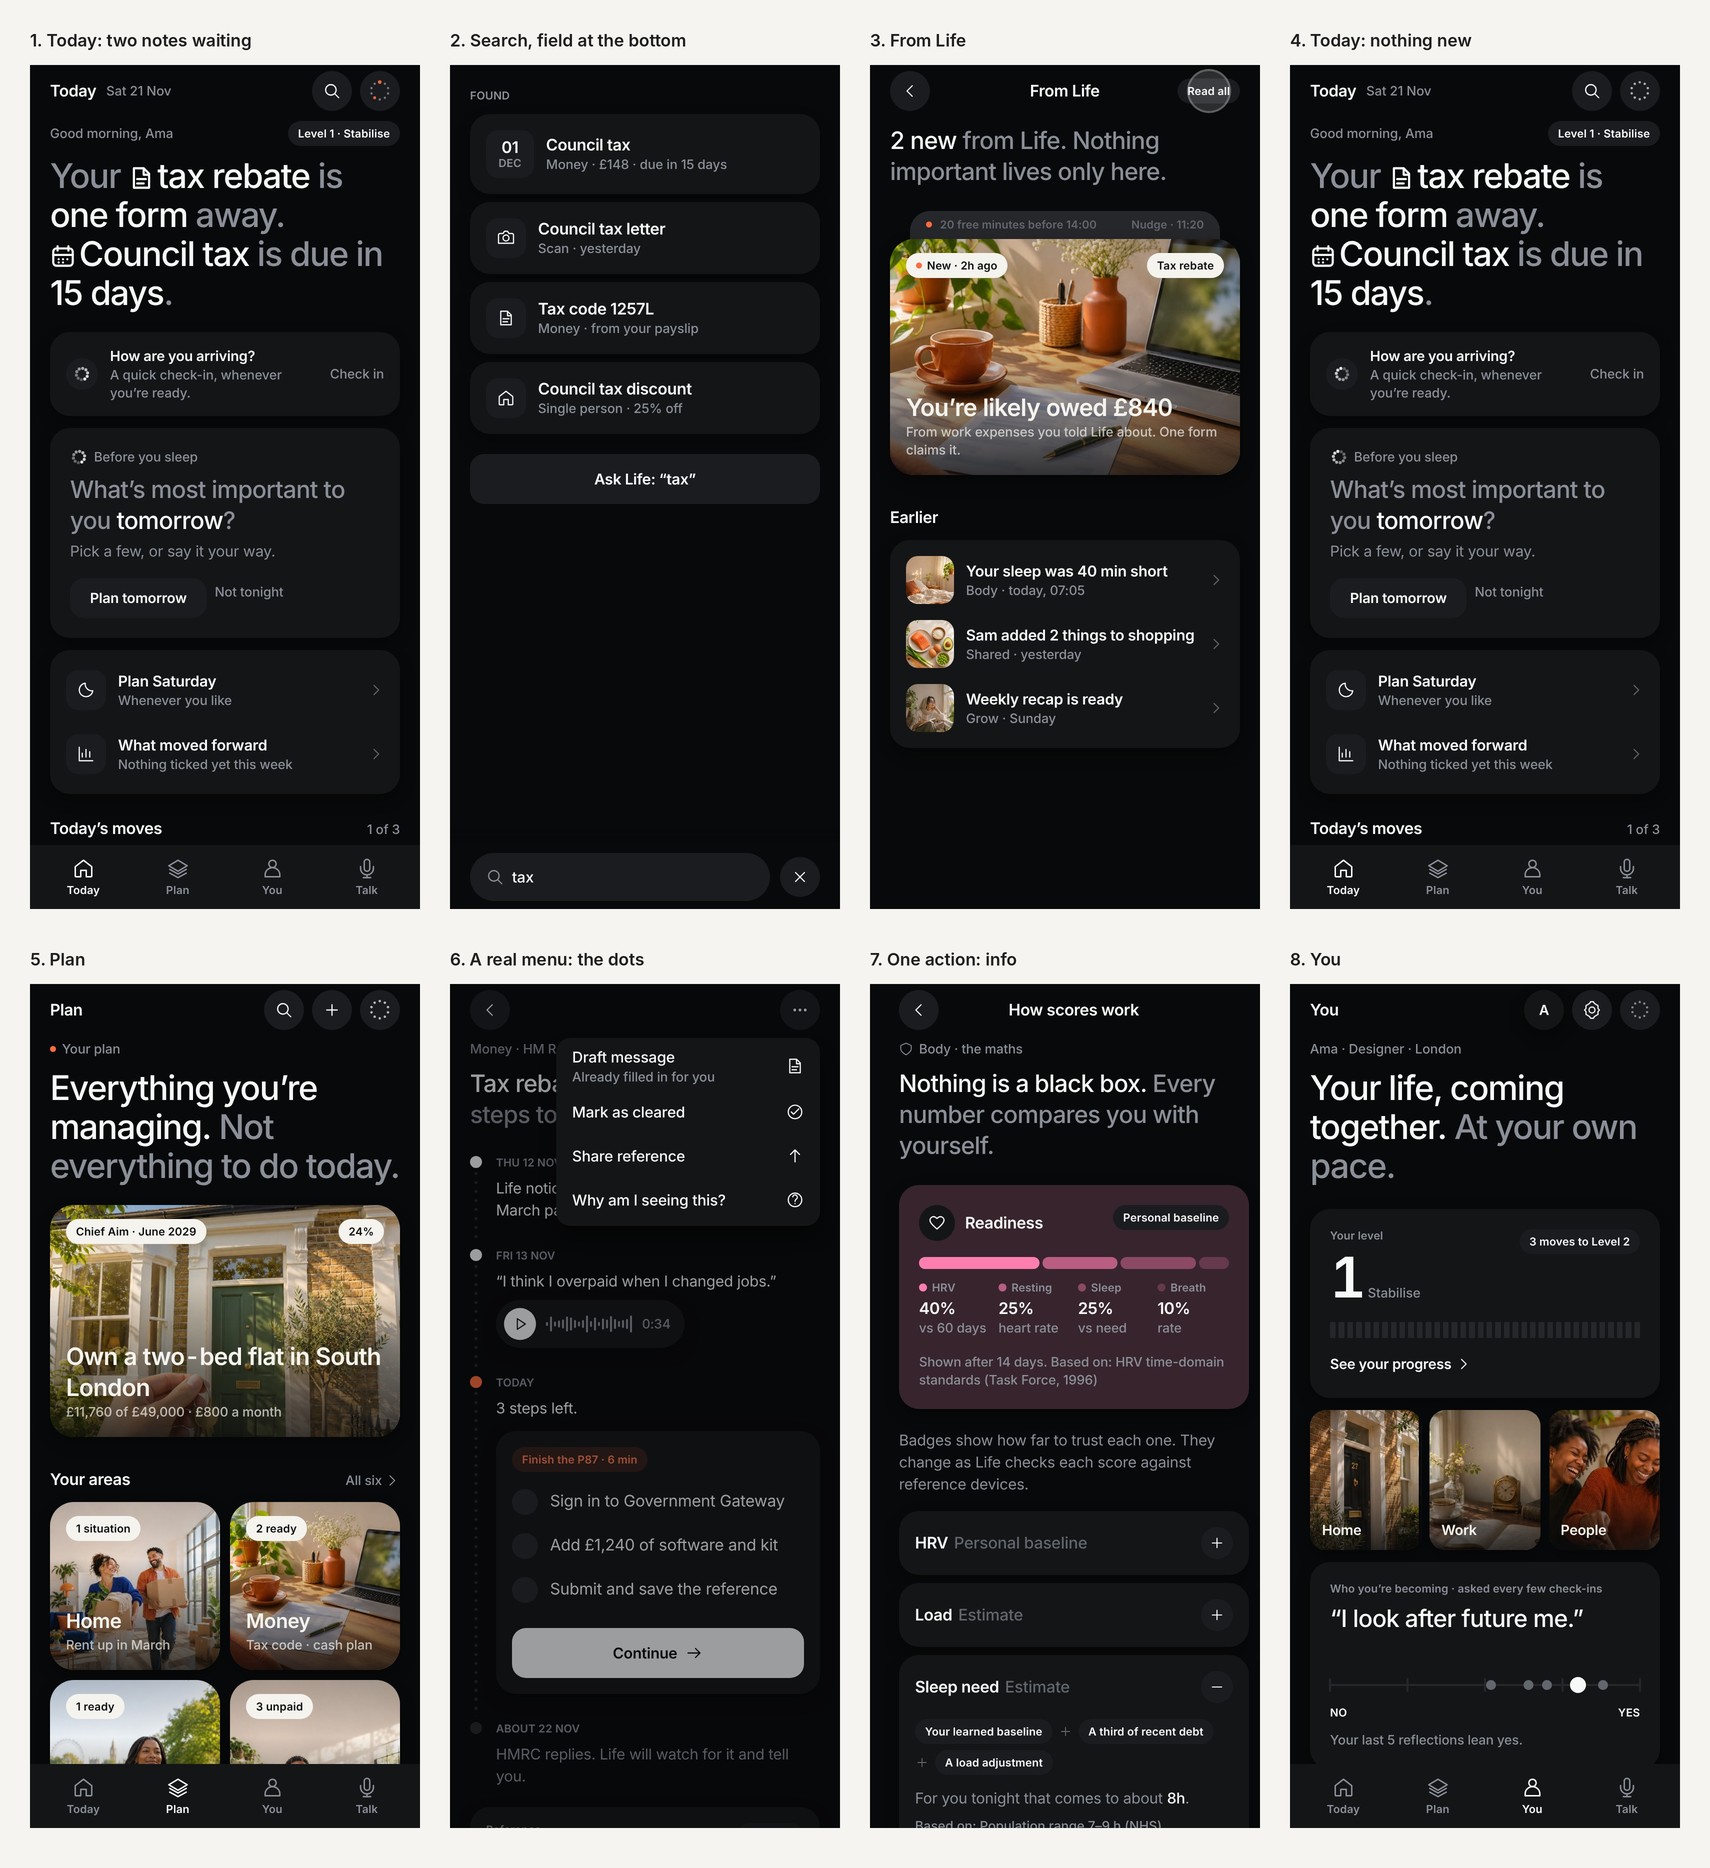 1. Today: two notes waiting
Today Sat 21 Nov
Good morning, Ama
Level 1 · Stabilise
Your tax rebate is
one form away.
Council tax is due in
15 days.
How are you arriving?
A quick check-in, whenever
you’re ready.
Check in
Before you sleep
What’s most important to
you tomorrow?
Pick a few, or say it your way.
Plan tomorrow
Not tonight
Plan Saturday
Whenever you like
What moved forward
Nothing ticked yet this week
Today’s moves
1 of 3
Today
Plan
You
Talk
2. Search, field at the bottom
FOUND
01
DEC
Council tax
Money · £148 · due in 15 days
Council tax letter
Scan · yesterday
Tax code 1257L
Money · from your payslip
Council tax discount
Single person · 25% off
Ask Life: “tax”
tax
3. From Life
From Life
Read all
2 new from Life. Nothing
important lives only here.
20 free minutes before 14:00
Nudge · 11:20
New · 2h ago
Tax rebate
You’re likely owed £840
From work expenses you told Life about. One form
claims it.
Earlier
Your sleep was 40 min short
Body · today, 07:05
Sam added 2 things to shopping
Shared · yesterday
Weekly recap is ready
Grow · Sunday
4. Today: nothing new
Today Sat 21 Nov
Good morning, Ama
Level 1 · Stabilise
Your tax rebate is
one form away.
Council tax is due in
15 days.
How are you arriving?
A quick check-in, whenever
you’re ready.
Check in
Before you sleep
What’s most important to
you tomorrow?
Pick a few, or say it your way.
Plan tomorrow
Not tonight
Plan Saturday
Whenever you like
What moved forward
Nothing ticked yet this week
Today’s moves
1 of 3
Today
Plan
You
Talk
5. Plan
Plan
Your plan
Everything you’re
managing. Not
everything to do today.
Chief Aim · June 2029
24%
Own a two-bed flat in South
London
£11,760 of £49,000 · £800 a month
Your areas
All six
1 situation
Home
Rent up in March
2 ready
Money
Tax code · cash plan
1 ready
3 unpaid
Today
Plan
You
Talk
6. A real menu: the dots
Money · HM R
Tax reba
steps to
Draft message
Already filled in for you
Mark as cleared
Share reference
Why am I seeing this?
THU 12 NOV
Life notic
March pa
FRI 13 NOV
“I think I overpaid when I changed jobs.”
0:34
TODAY
3 steps left.
Finish the P87 · 6 min
Sign in to Government Gateway
Add £1,240 of software and kit
Submit and save the reference
Continue
ABOUT 22 NOV
HMRC replies. Life will watch for it and tell
you.
7. One action: info
How scores work
Body · the maths
Nothing is a black box. Every
number compares you with
yourself.
Readiness
Personal baseline
HRV
40%
vs 60 days
Resting
25%
heart rate
Sleep
25%
vs need
Breath
10%
rate
Shown after 14 days. Based on: HRV time-domain
standards (Task Force, 1996)
Badges show how far to trust each one. They
change as Life checks each score against
reference devices.
HRV Personal baseline
Load Estimate
Sleep need Estimate
Your learned baseline + A third of recent debt
+ A load adjustment
For you tonight that comes to about 8h.
Based on: Population range 7–9 h (NHS)
8. You
You
A
Ama · Designer · London
Your life, coming
together. At your own
pace.
Your level
3 moves to Level 2
1 Stabilise
See your progress
Home
Work
People
Who you’re becoming · asked every few check-ins
“I look after future me.”
NO
YES
Your last 5 reflections lean yes.
Today
Plan
You
Talk